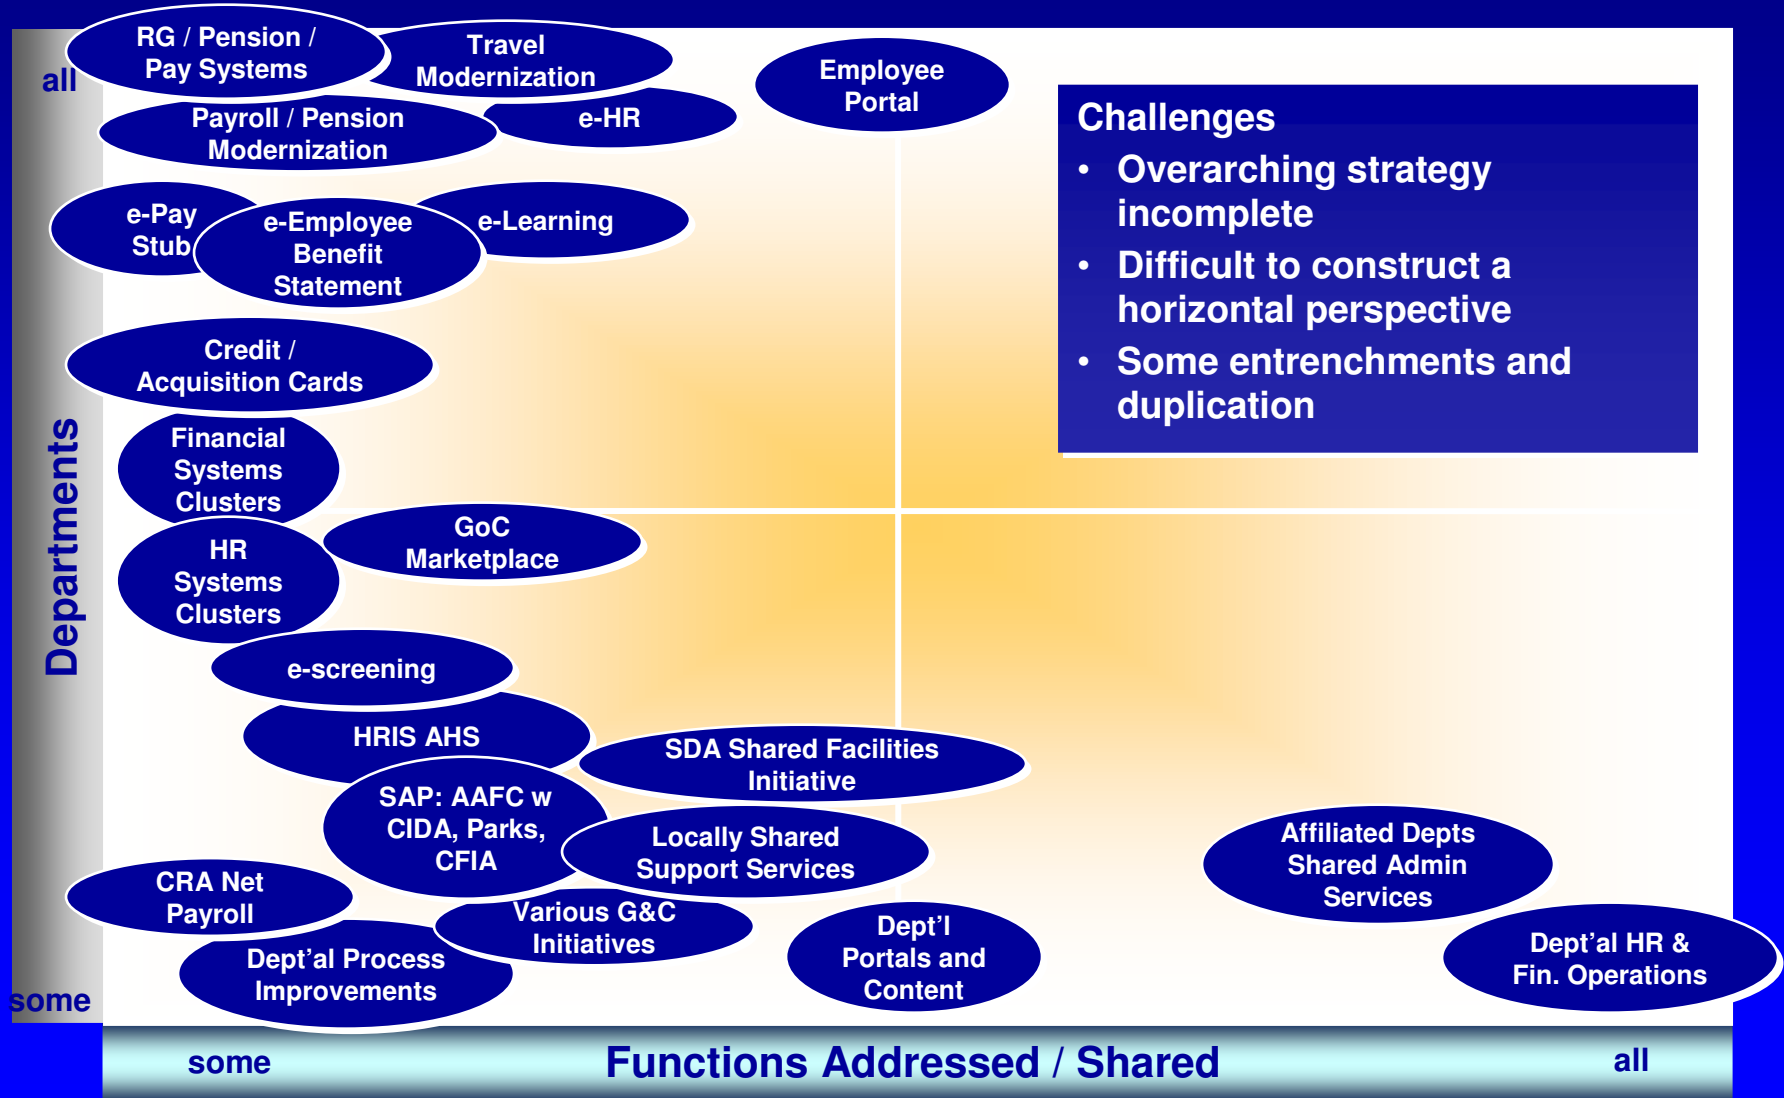 RG / Pension /
Pay Systems
Travel
Modernization
Employee
Portal
all
Payroll / Pension
Modernization
e-HR
Challenges
• Overarching strategy
incomplete
• Difficult to construct a
horizontal perspective
• Some entrenchments and
duplication
e-Pay
Stub
e-Employee
Benefit
Statement
e-Learning
Credit /
Acquisition Cards
Financial
Systems
Clusters
GoC
Marketplace
HR
Systems
Clusters
Departments
e-screening
HRIS AHS
SDA Shared Facilities
Initiative
SAP: AAFC w
CIDA, Parks,
CFIA
Locally Shared
Support Services
Affiliated Depts
Shared Admin
Services
CRA Net
Payroll
Various G&C
Initiatives
Dept'l
Portals and
Content
Dept'al HR &
Fin. Operations
Dept'al Process
Improvements
some
some
Functions Addressed / Shared
all